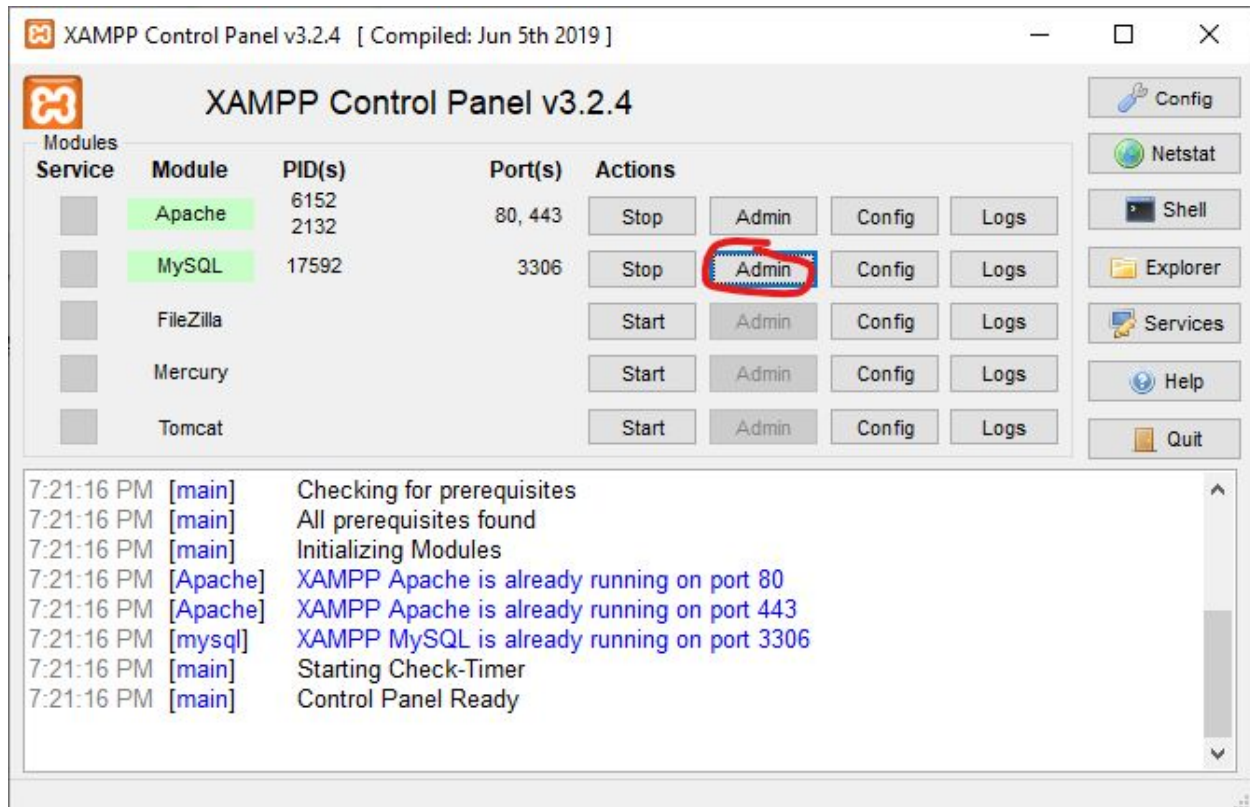 XAMPP Control Panel v3.2.4 [ Compiled: Jun 5th 2019 ]
XAMPP Control Panel v3.2.4
Config
Modules
Service Module PID(s) Port(s) Actions
Netstat
Apache 6152 2132 80, 443 Stop Admin Config Logs
Shell
MySQL 17592 3306 Stop Admin Config Logs
Explorer
FileZilla Start Admin Config Logs
Services
Mercury Start Admin Config Logs
Help
Tomcat Start Admin Config Logs
Quit
7:21:16 PM [main] Checking for prerequisites
7:21:16 PM [main] All prerequisites found
7:21:16 PM [main] Initializing Modules
7:21:16 PM [Apache] XAMPP Apache is already running on port 80
7:21:16 PM [Apache] XAMPP Apache is already running on port 443
7:21:16 PM [mysql] XAMPP MySQL is already running on port 3306
7:21:16 PM [main] Starting Check-Timer
7:21:16 PM [main] Control Panel Ready